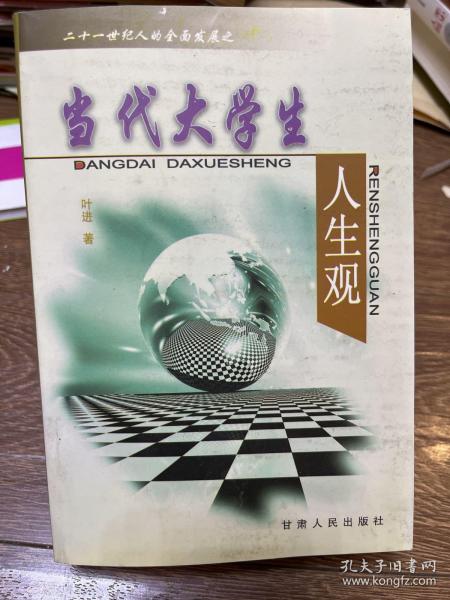 二十一世纪人的全面发展之
当代大学生
DANGDAI DAXUESHENG
人生观
RENSHENGGUAN
叶进 著
甘肃人民出版社
孔夫子旧书网
www.kongfz.com